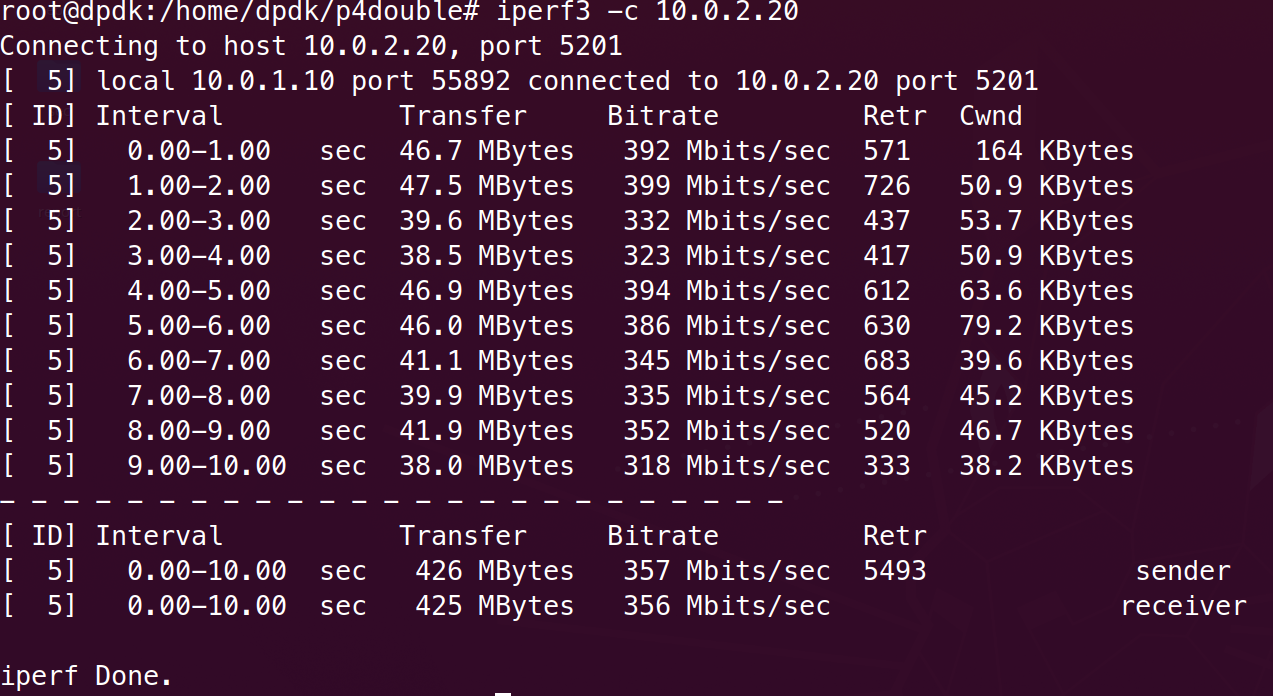 root@dpdk:/home/dpdk/p4double# iperf3 -c 10.0.2.20
Connecting to host 10.0.2.20, port 5201
[  5] local 10.0.1.10 port 55892 connected to 10.0.2.20 port 5201
[ ID] Interval           Transfer     Bitrate         Retr  Cwnd
[  5]   0.00-1.00   sec  46.7 MBytes   392 Mbits/sec  571    164 KBytes
[  5]   1.00-2.00   sec  47.5 MBytes   399 Mbits/sec  726   50.9 KBytes
[  5]   2.00-3.00   sec  39.6 MBytes   332 Mbits/sec  437   53.7 KBytes
[  5]   3.00-4.00   sec  38.5 MBytes   323 Mbits/sec  417   50.9 KBytes
[  5]   4.00-5.00   sec  46.9 MBytes   394 Mbits/sec  612   63.6 KBytes
[  5]   5.00-6.00   sec  46.0 MBytes   386 Mbits/sec  630   79.2 KBytes
[  5]   6.00-7.00   sec  41.1 MBytes   345 Mbits/sec  683   39.6 KBytes
[  5]   7.00-8.00   sec  39.9 MBytes   335 Mbits/sec  564   45.2 KBytes
[  5]   8.00-9.00   sec  41.9 MBytes   352 Mbits/sec  520   46.7 KBytes
[  5]   9.00-10.00  sec  38.0 MBytes   318 Mbits/sec  333   38.2 KBytes
- - - - - - - - - - - - - - - - - - - - - - - - -
[ ID] Interval           Transfer     Bitrate         Retr
[  5]   0.00-10.00  sec   426 MBytes   357 Mbits/sec  5493             sender
[  5]   0.00-10.00  sec   425 MBytes   356 Mbits/sec                  receiver
iperf Done.